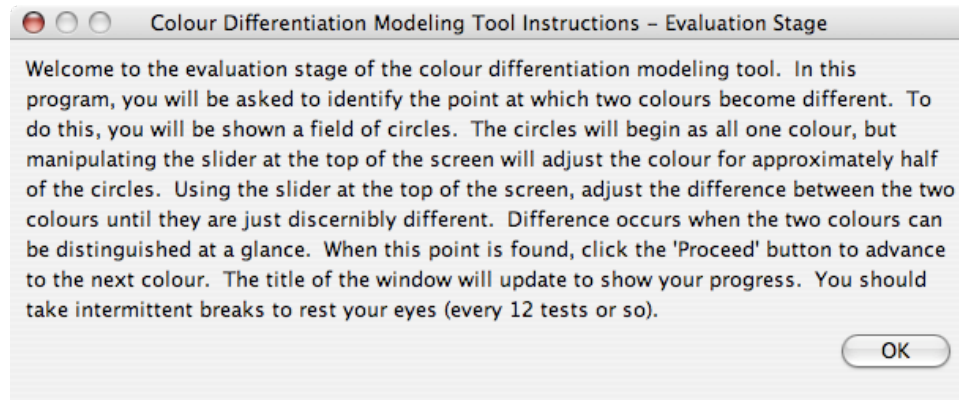 Colour Differentiation Modeling Tool Instructions – Evaluation Stage
Welcome to the evaluation stage of the colour differentiation modeling tool.  In this
program, you will be asked to identify the point at which two colours become different.  To
do this, you will be shown a field of circles.  The circles will begin as all one colour, but
manipulating the slider at the top of the screen will adjust the colour for approximately half
of the circles.  Using the slider at the top of the screen, adjust the difference between the two
colours until they are just discernibly different.  Difference occurs when the two colours can
be distinguished at a glance.  When this point is found, click the 'Proceed' button to advance
to the next colour.  The title of the window will update to show your progress.  You should
take intermittent breaks to rest your eyes (every 12 tests or so).
OK